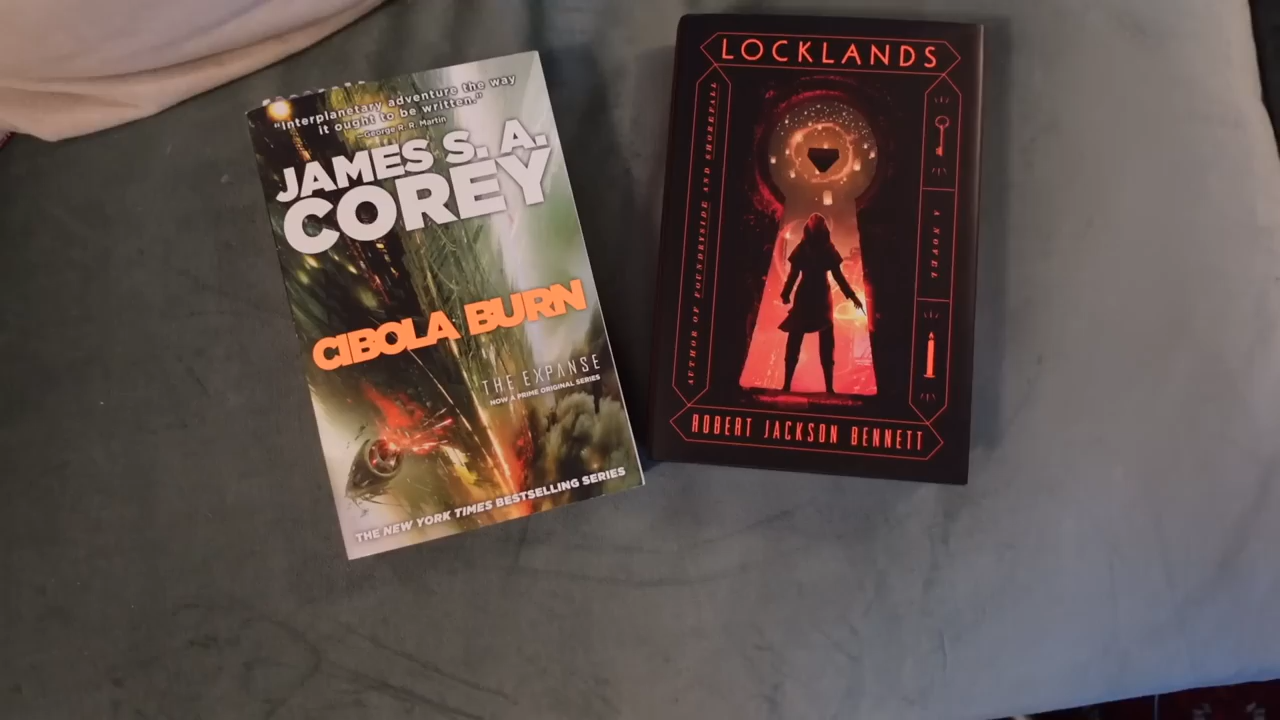 "Interplanetary adventure the way
it ought to be written."
—George R. R. Martin
JAMES S. A.
COREY
CIBOLA BURN
THE EXPANSE
NOW A PRIME ORIGINAL SERIES
THE NEW YORK TIMES BESTSELLING SERIES
LOCKLANDS
AUTHOR OF FOUNDRYSIDE AND SHOREFALL
A NOVEL
ROBERT JACKSON BENNETT